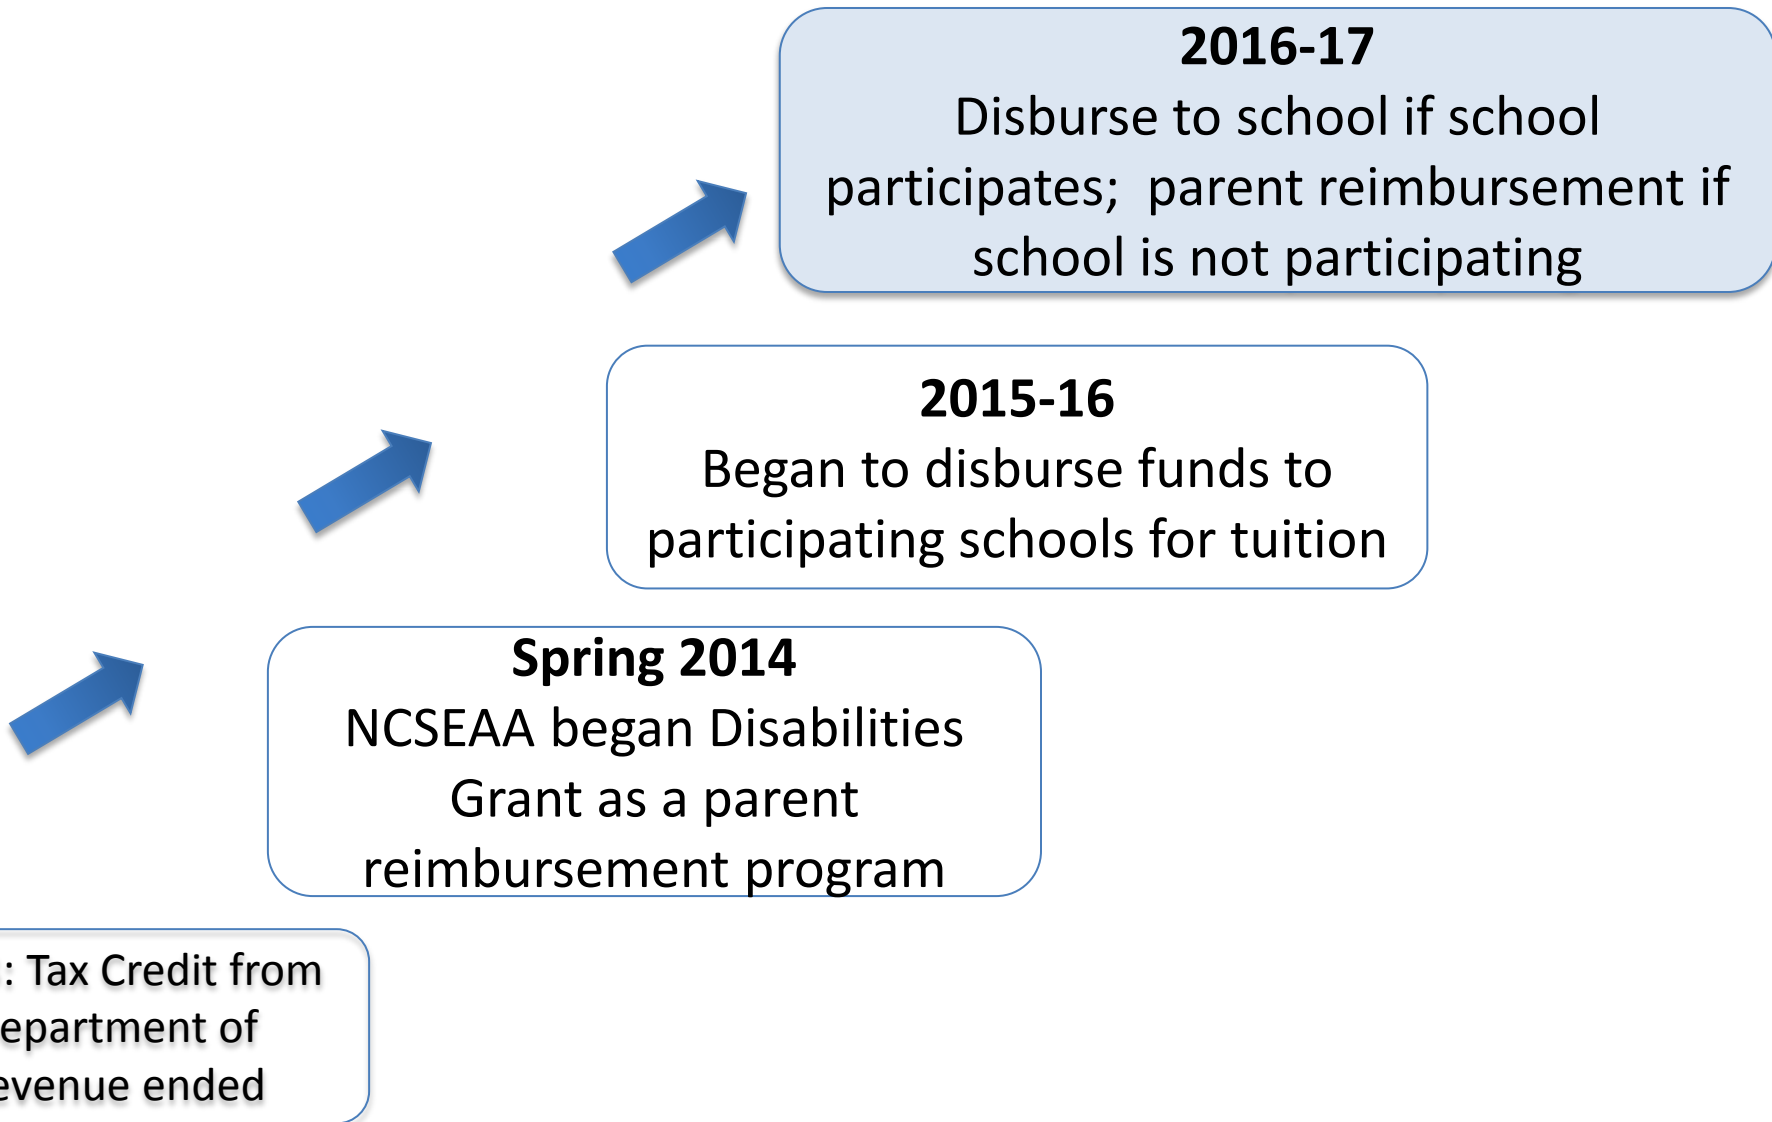 2016-17
Disburse to school if school
participates; parent reimbursement if
school is not participating
2015-16
Began to disburse funds to
participating schools for tuition
Spring 2014
NCSEAA began Disabilities
Grant as a parent
reimbursement program
: Tax Credit from
epartment of
evenue ended